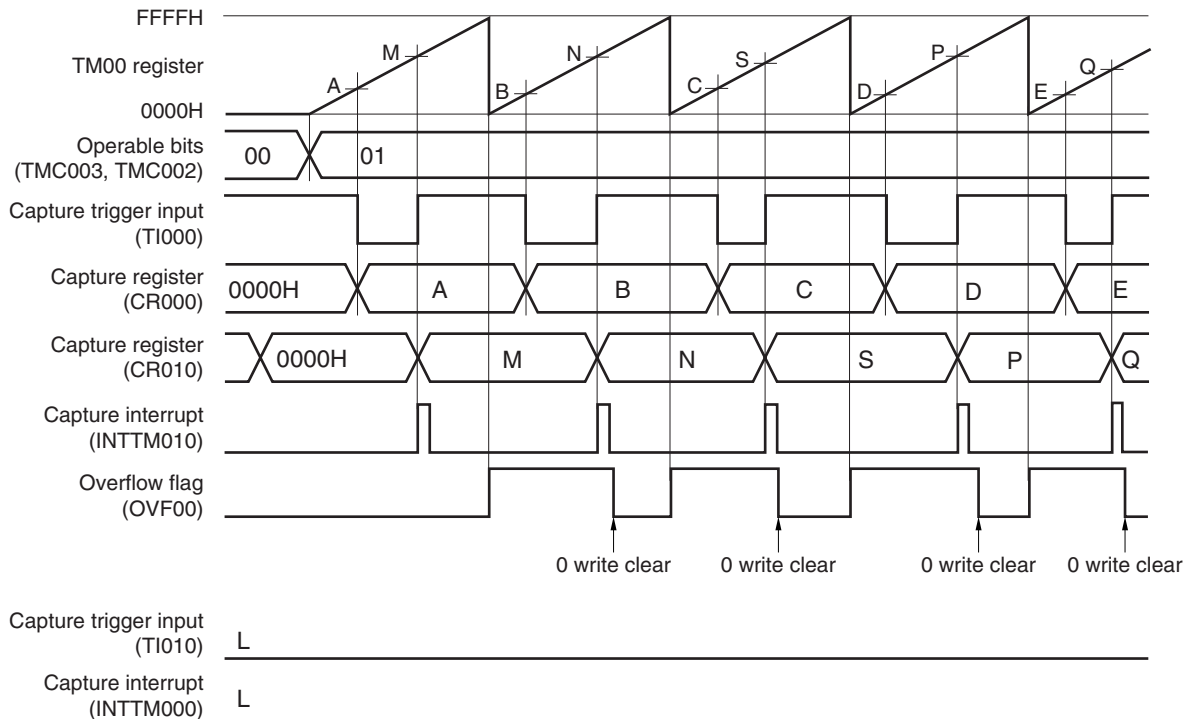 FFFFH
TM00 register
0000H
A M B N C S D P E Q
Operable bits
(TMC003, TMC002)
00 01
Capture trigger input
(TI000)
Capture register
(CR000)
0000H A B C D E
Capture register
(CR010)
0000H M N S P Q
Capture interrupt
(INTTM010)
Overflow flag
(OVF00)
0 write clear 0 write clear 0 write clear 0 write clear
Capture trigger input
(TI010)
L
Capture interrupt
(INTTM000)
L